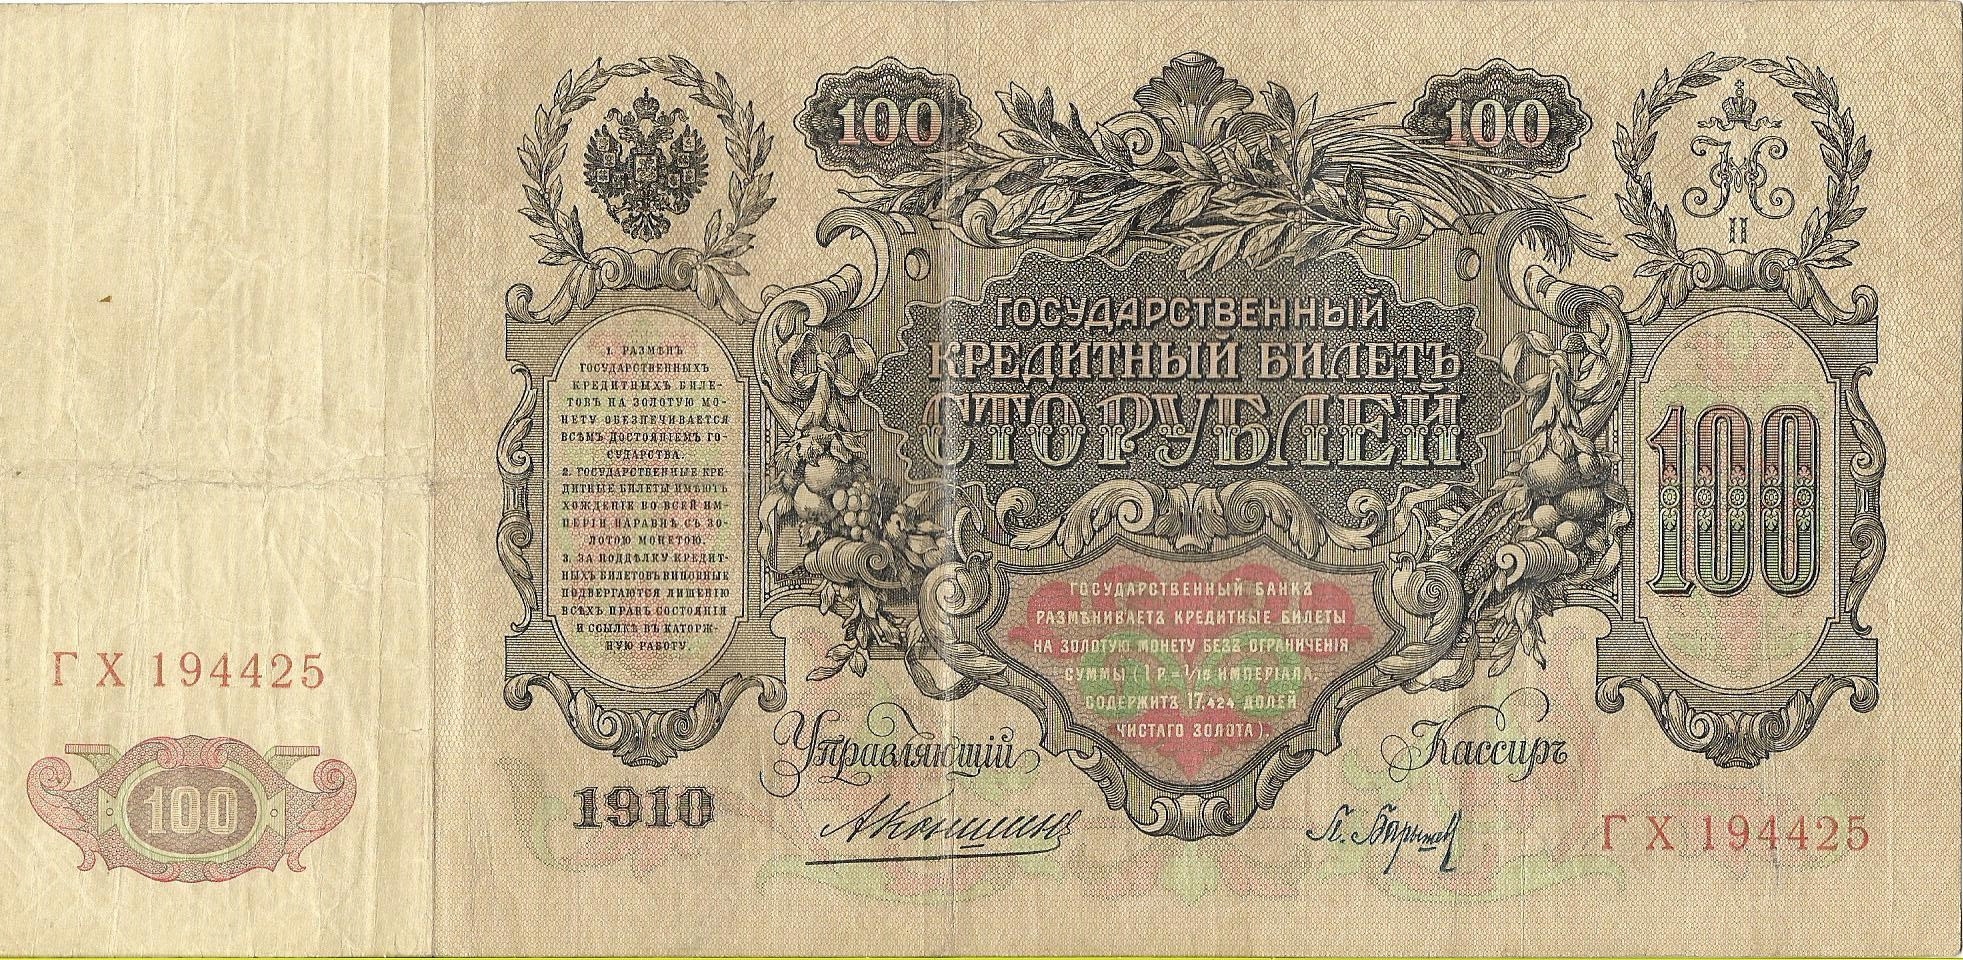 100
100
II
ГОСУДАРСТВЕННЫЙ
КРЕДИТНЫЙ БИЛЕТЪ
СТО РУБЛЕЙ
1. РАЗМѢНЪ
ГОСУДАРСТВЕННЫХЪ
КРЕДИТНЫХЪ БИЛЕ-
ТОВЪ НА ЗОЛОТУЮ МО-
НЕТУ ОБЕЗПЕЧИВАЕТСЯ
ВСѢМЪ ДОСТОЯНІЕМЪ ГО-
СУДАРСТВА.
2. ГОСУДАРСТВЕННЫЕ КРЕ-
ДИТНЫЕ БИЛЕТЫ ИМѢЮТЪ
ХОЖДЕНІЕ ВО ВСЕЙ ИМ-
ПЕРІИ НАРАВНѢ СЪ ЗО-
ЛОТОЮ МОНЕТОЮ.
3. ЗА ПОДДѢЛКУ КРЕДИТ-
НЫХЪ БИЛЕТОВЪ ВИНОВНЫЕ
ПОДВЕРГАЮТСЯ ЛИШЕНІЮ
ВСѢХЪ ПРАВЪ СОСТОЯНІЯ
И ССЫЛКѢ ВЪ КАТОРЖ-
НУЮ РАБОТУ.
100
ГОСУДАРСТВЕННЫЙ БАНКЪ
РАЗМѢНИВАЕТЪ КРЕДИТНЫЕ БИЛЕТЫ
НА ЗОЛОТУЮ МОНЕТУ БЕЗЪ ОГРАНИЧЕНІЯ
СУММЫ (1 Р. = 1/15 ИМПЕРІАЛА,
СОДЕРЖИТЪ 17,424 ДОЛЕЙ
ЧИСТАГО ЗОЛОТА).
ГХ 194425
100
Управляющій
Кассиръ
1910
АКоншинъ
ГХ 194425